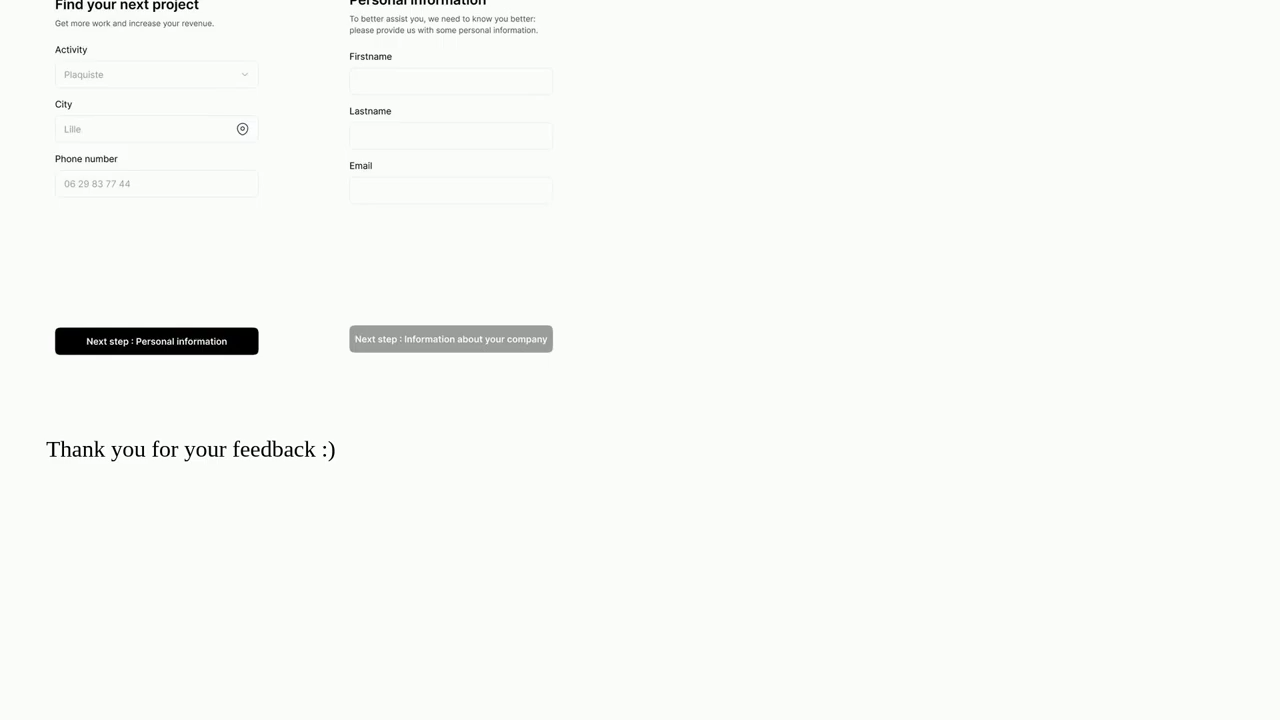 Find your next project
Get more work and increase your revenue.
Activity
Plaquiste
City
Lille
Phone number
06 29 83 77 44
Next step : Personal information
Personal information
To better assist you, we need to know you better:
please provide us with some personal information.
Firstname
Lastname
Email
Next step : Information about your company
Thank you for your feedback :)